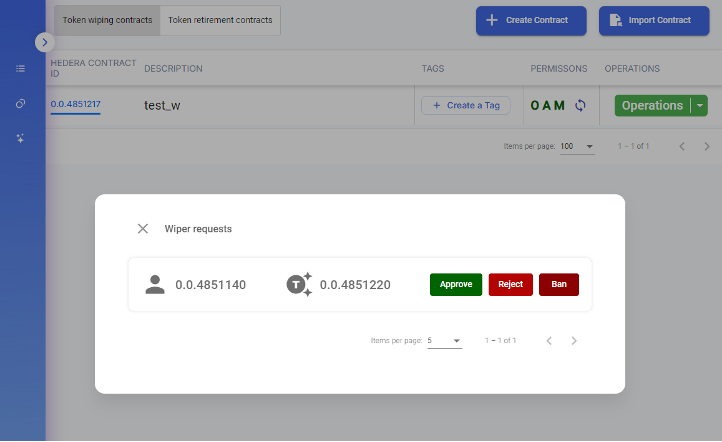 Token wiping contracts
Token retirement contracts
Create Contract
Import Contract
HEDERA CONTRACT
ID
DESCRIPTION
TAGS
PERMISSONS
OPERATIONS
0.0.4851217
test_w
+ Create a Tag
O A M
Operations
Items per page: 100
1 – 1 of 1
Wiper requests
0.0.4851140
T
0.0.4851220
Approve
Reject
Ban
Items per page: 5
1 – 1 of 1